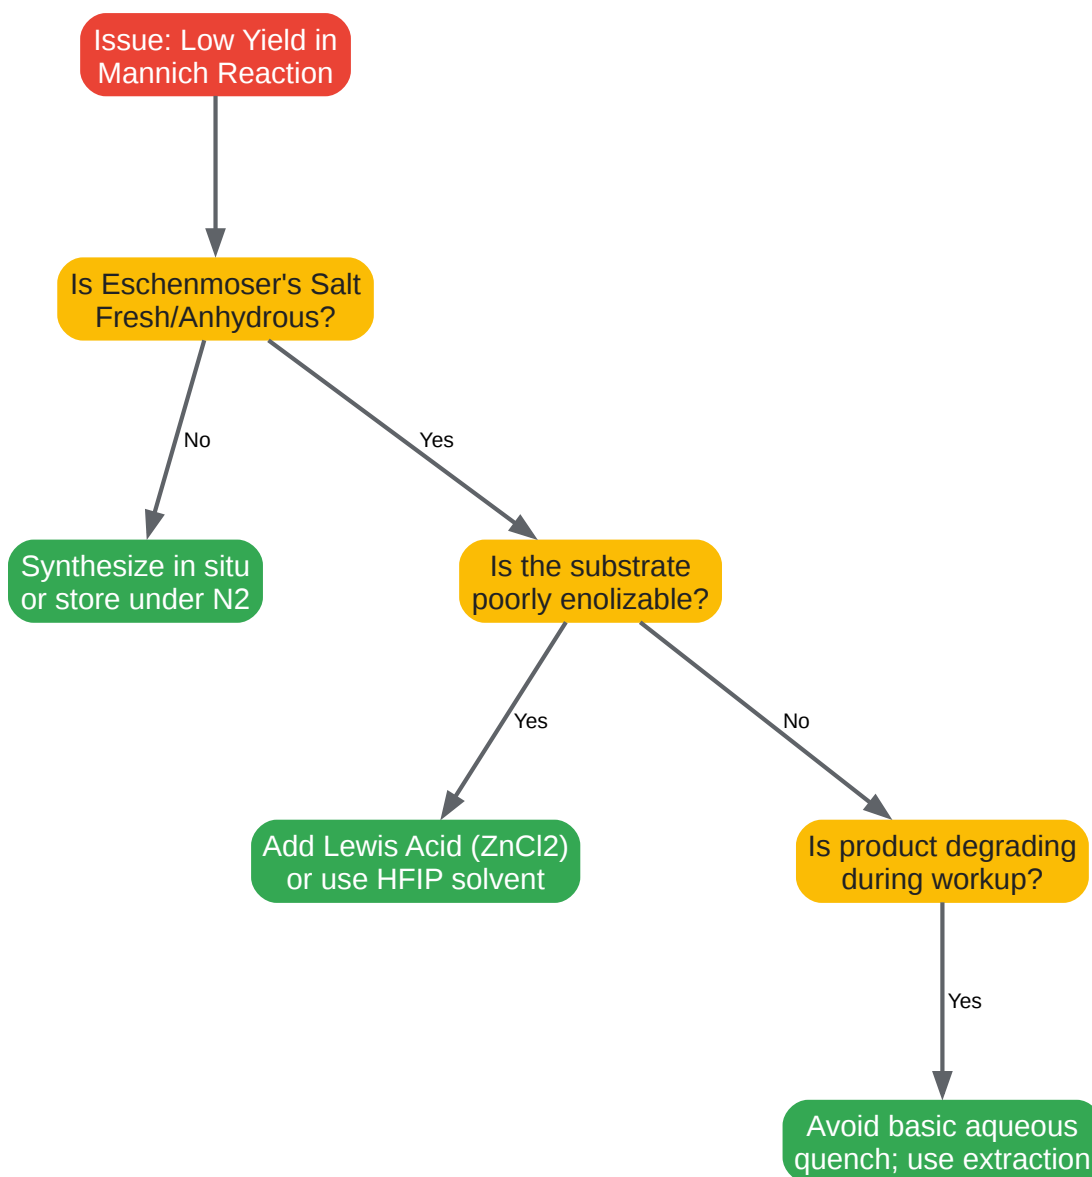 Issue: Low Yield in
Mannich Reaction
Is Eschenmoser's Salt
Fresh/Anhydrous?
No
Yes
Synthesize in situ
or store under N2
Is the substrate
poorly enolizable?
Yes
No
Add Lewis Acid (ZnCl2)
or use HFIP solvent
Is product degrading
during workup?
Yes
Avoid basic aqueous
quench; use extraction